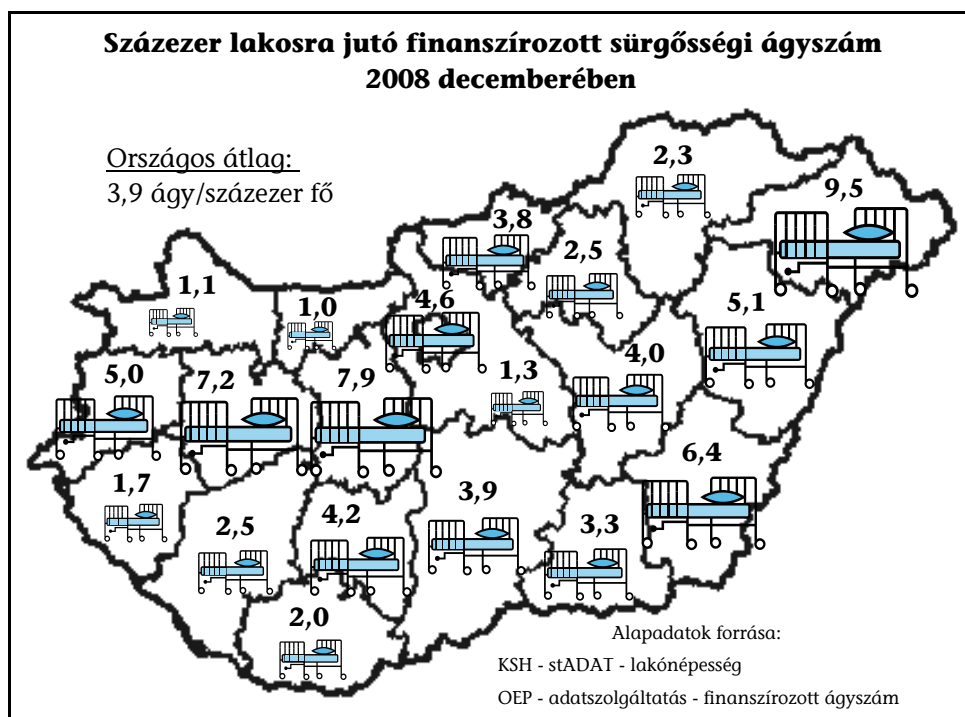 Százezer lakosra jutó finanszírozott sürgősségi ágyszám
2008 decemberében
Országos átlag:
3,9 ágy/százezer fő
2,3
9,5
3,8
2,5
1,1
1,0
4,6
5,1
5,0
7,2
7,9
1,3
4,0
1,7
2,5
4,2
3,9
3,3
6,4
2,0
Alapadatok forrása:
KSH - stADAT - lakónépesség
OEP - adatszolgáltatás - finanszírozott ágyszám